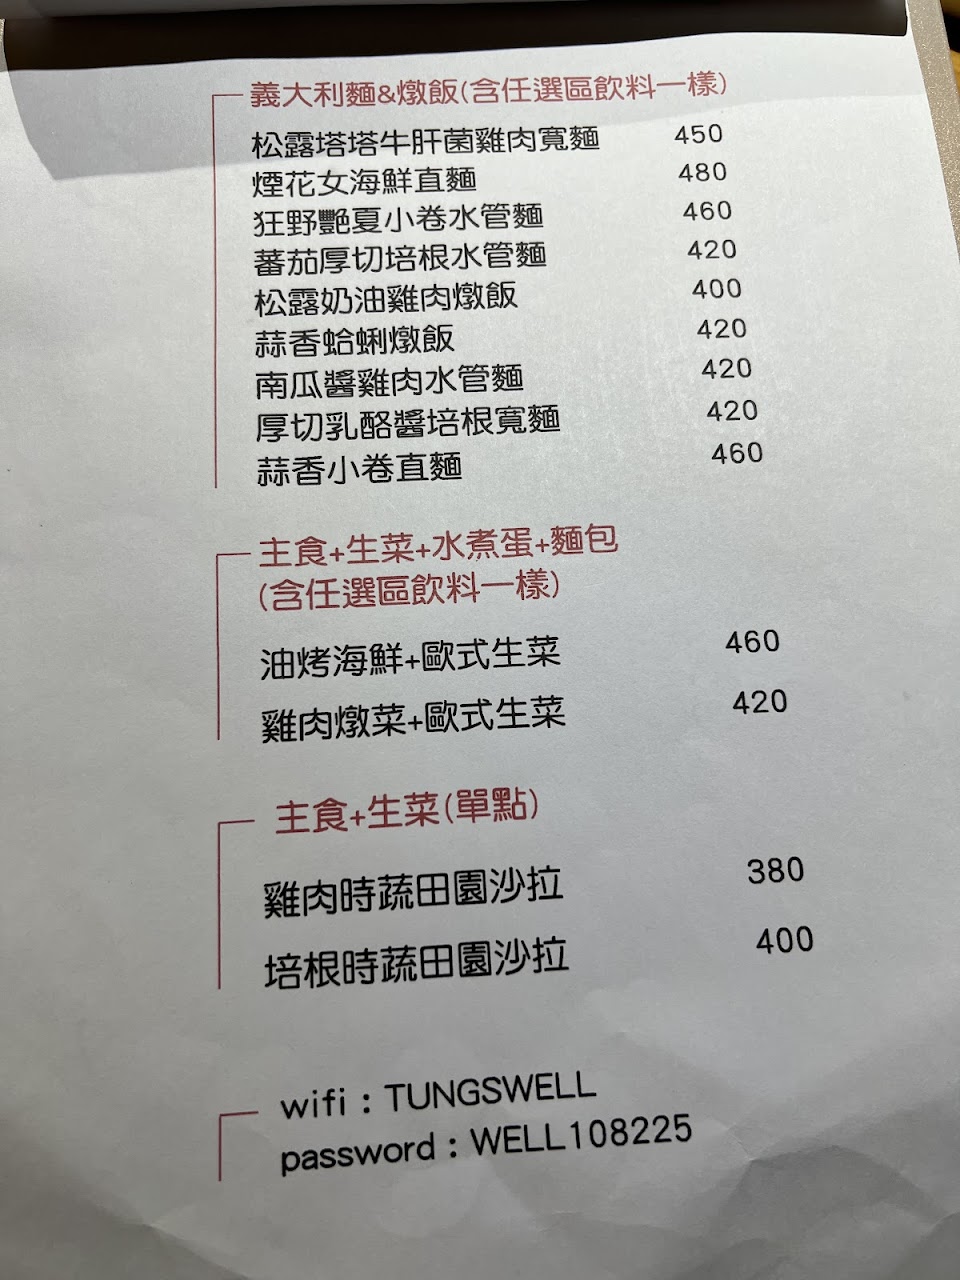 義大利麵&燉飯(含任選區飲料一樣)
松露塔塔牛肝菌雞肉寬麵 450
煙花女海鮮直麵 480
狂野艷夏小卷水管麵 460
蕃茄厚切培根水管麵 420
松露奶油雞肉燉飯 400
蒜香蛤蜊燉飯 420
南瓜醬雞肉水管麵 420
厚切乳酪醬培根寬麵 420
蒜香小卷直麵 460
主食+生菜+水煮蛋+麵包
(含任選區飲料一樣)
油烤海鮮+歐式生菜 460
雞肉燉菜+歐式生菜 420
主食+生菜(單點)
雞肉時蔬田園沙拉 380
培根時蔬田園沙拉 400
wifi : TUNGSWELL
password : WELL108225